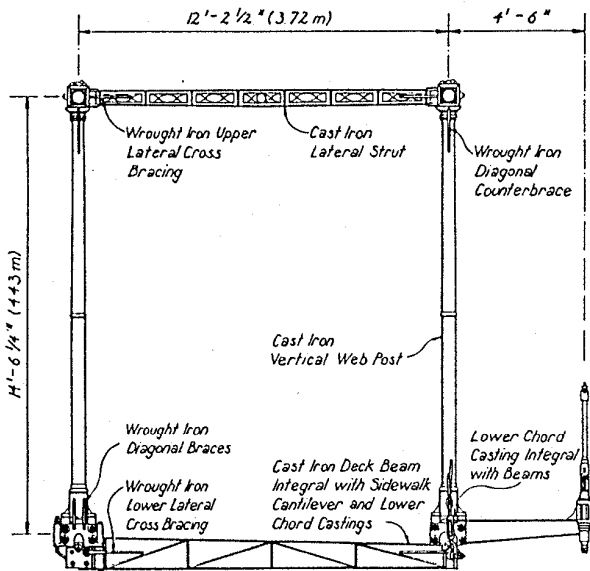 12'-2 1/2" (3.72 m)
4'-6"
Wrought Iron Upper
Lateral Cross
Bracing
Cast Iron
Lateral Strut
Wrought Iron
Diagonal
Counterbrace
14'-6 1/4" (4.43 m)
Cast Iron
Vertical Web Post
Wrought Iron
Diagonal Braces
Wrought Iron
Lower Lateral
Cross Bracing
Cast Iron Deck Beam
Integral with Sidewalk
Cantilever and Lower
Chord Castings
Lower Chord
Casting Integral
with Beams